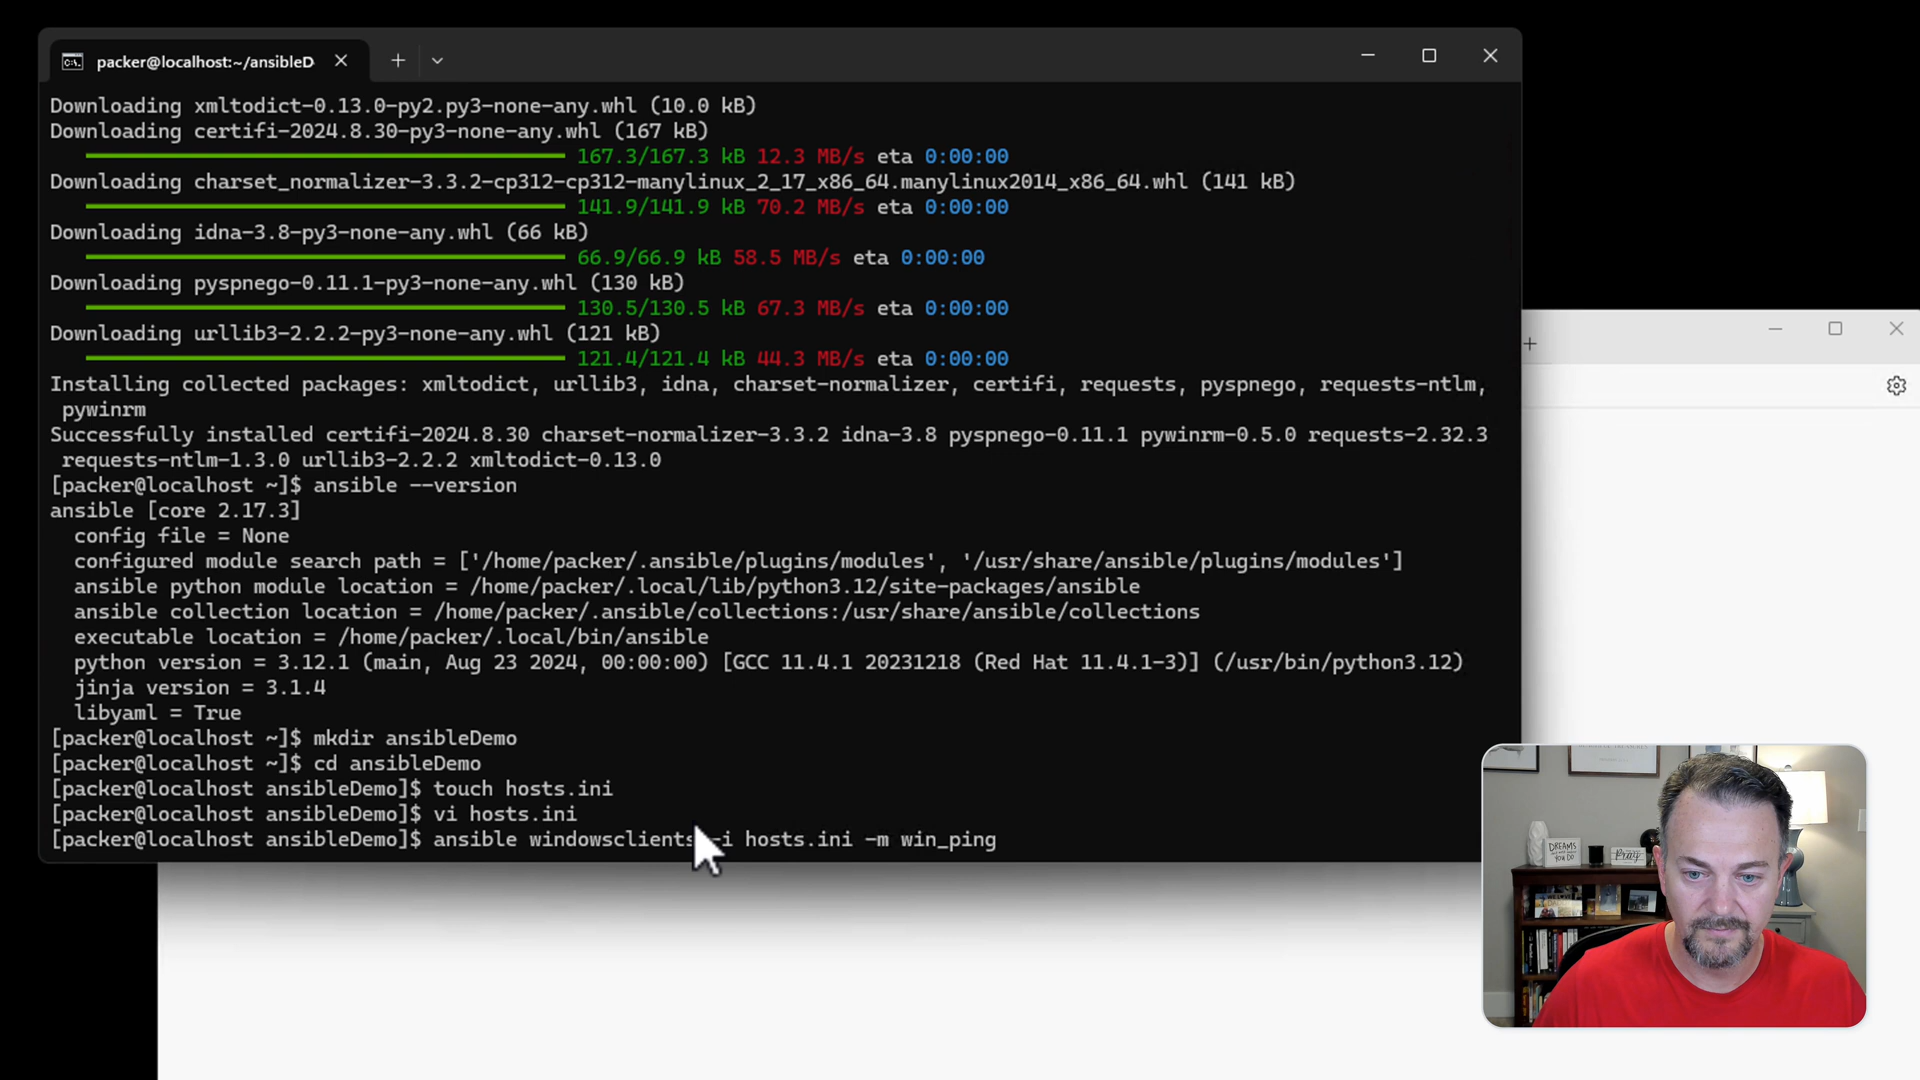 packer@localhost:~/ansibleD
Downloading xmltodict-0.13.0-py2.py3-none-any.whl (10.0 kB)
Downloading certifi-2024.8.30-py3-none-any.whl (167 kB)
167.3/167.3 kB 12.3 MB/s eta 0:00:00
Downloading charset_normalizer-3.3.2-cp312-cp312-manylinux_2_17_x86_64.manylinux2014_x86_64.whl (141 kB)
141.9/141.9 kB 70.2 MB/s eta 0:00:00
Downloading idna-3.8-py3-none-any.whl (66 kB)
66.9/66.9 kB 58.5 MB/s eta 0:00:00
Downloading pyspnego-0.11.1-py3-none-any.whl (130 kB)
130.5/130.5 kB 67.3 MB/s eta 0:00:00
Downloading urllib3-2.2.2-py3-none-any.whl (121 kB)
121.4/121.4 kB 44.3 MB/s eta 0:00:00
Installing collected packages: xmltodict, urllib3, idna, charset-normalizer, certifi, requests, pyspnego, requests-ntlm,
pywinrm
Successfully installed certifi-2024.8.30 charset-normalizer-3.3.2 idna-3.8 pyspnego-0.11.1 pywinrm-0.5.0 requests-2.32.3
requests-ntlm-1.3.0 urllib3-2.2.2 xmltodict-0.13.0
[packer@localhost ~]$ ansible --version
ansible [core 2.17.3]
config file = None
configured module search path = ['/home/packer/.ansible/plugins/modules', '/usr/share/ansible/plugins/modules']
ansible python module location = /home/packer/.local/lib/python3.12/site-packages/ansible
ansible collection location = /home/packer/.ansible/collections:/usr/share/ansible/collections
executable location = /home/packer/.local/bin/ansible
python version = 3.12.1 (main, Aug 23 2024, 00:00:00) [GCC 11.4.1 20231218 (Red Hat 11.4.1-3)] (/usr/bin/python3.12)
jinja version = 3.1.4
libyaml = True
[packer@localhost ~]$ mkdir ansibleDemo
[packer@localhost ~]$ cd ansibleDemo
[packer@localhost ansibleDemo]$ touch hosts.ini
[packer@localhost ansibleDemo]$ vi hosts.ini
[packer@localhost ansibleDemo]$ ansible windowsclients -i hosts.ini -m win_ping
DREAMS
Pray